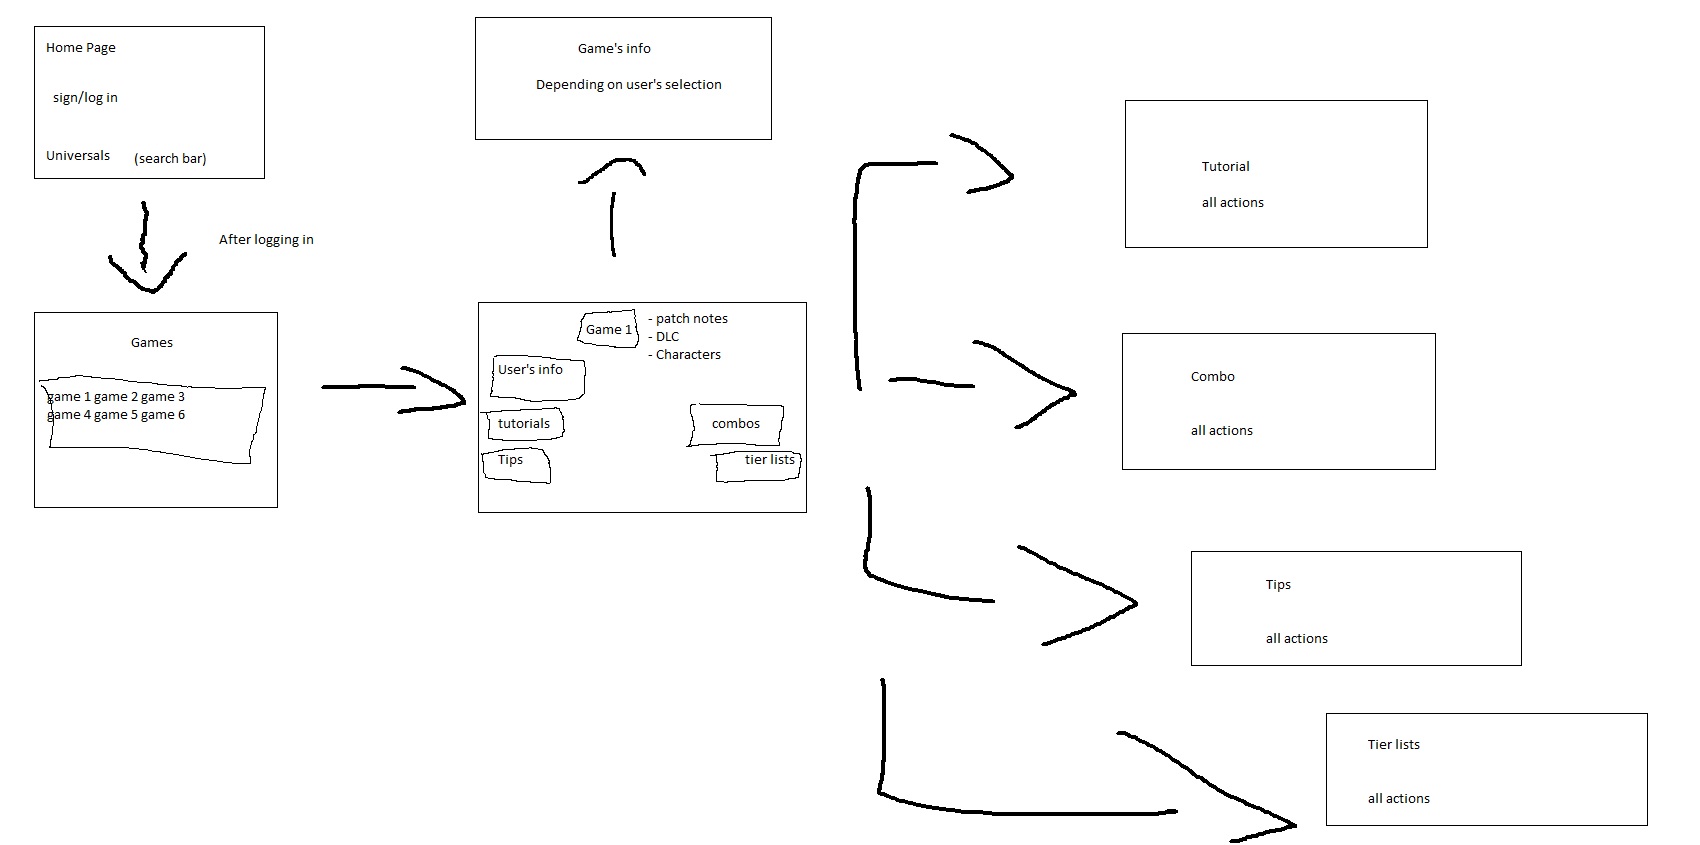 Home Page
sign/log in
Universals (search bar)
After logging in
Games
game 1 game 2 game 3
game 4 game 5 game 6
Game's info
Depending on user's selection
Game 1
- patch notes
- DLC
- Characters
User's info
tutorials
Tips
combos
tier lists
Tutorial
all actions
Combo
all actions
Tips
all actions
Tier lists
all actions